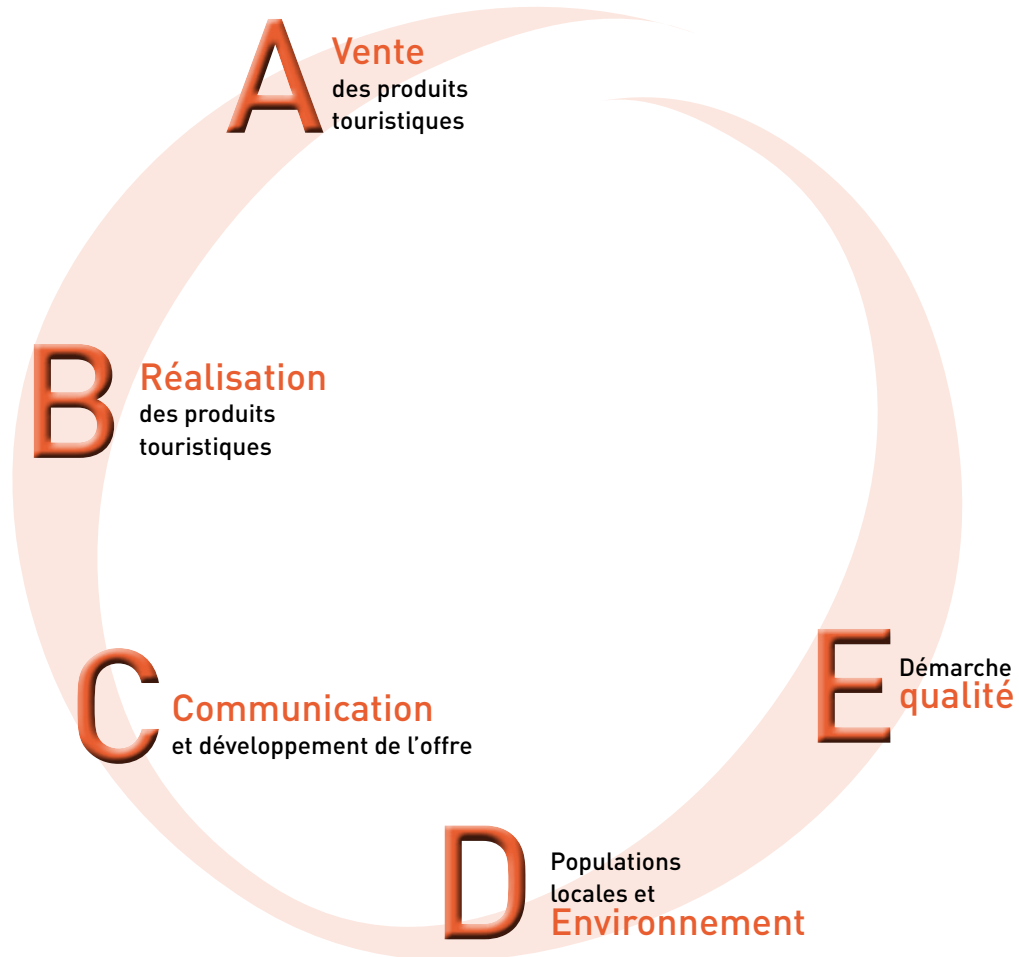 A
Vente
des produits
touristiques
B
Réalisation
des produits
touristiques
C
Communication
et développement de l’offre
D
Populations
locales et
Environnement
E
Démarche
qualité